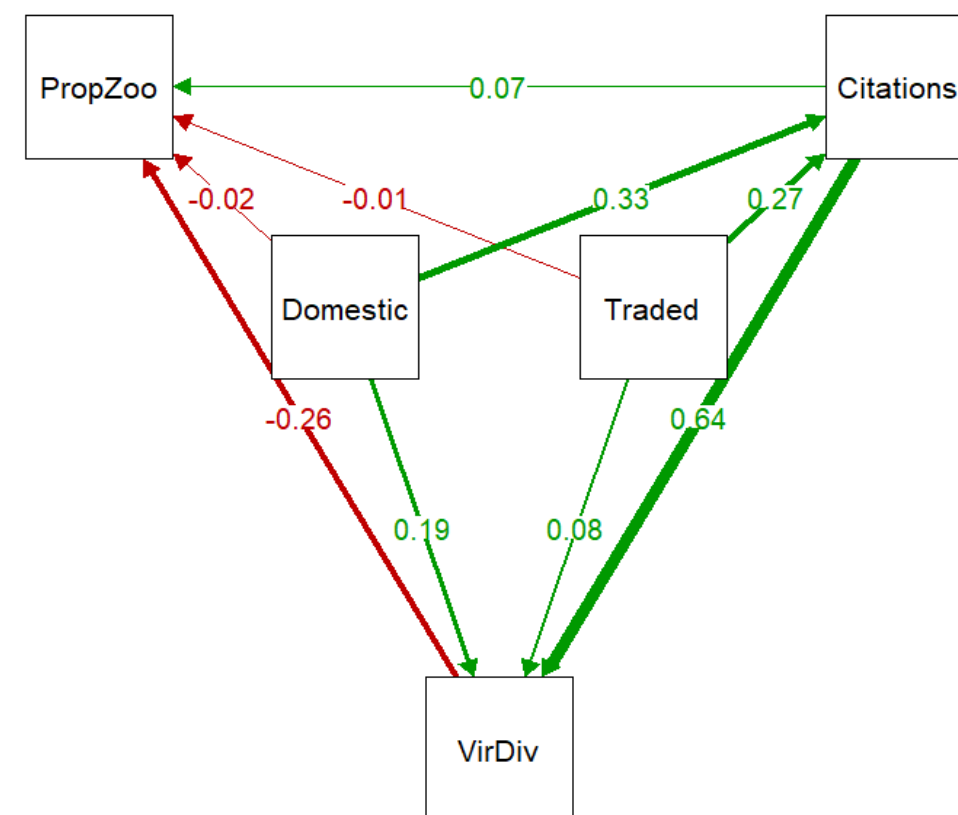 PropZoo
0.07
Citations
-0.02
-0.01
0.33
0.27
Domestic
Traded
-0.26
0.64
0.19
0.08
VirDiv